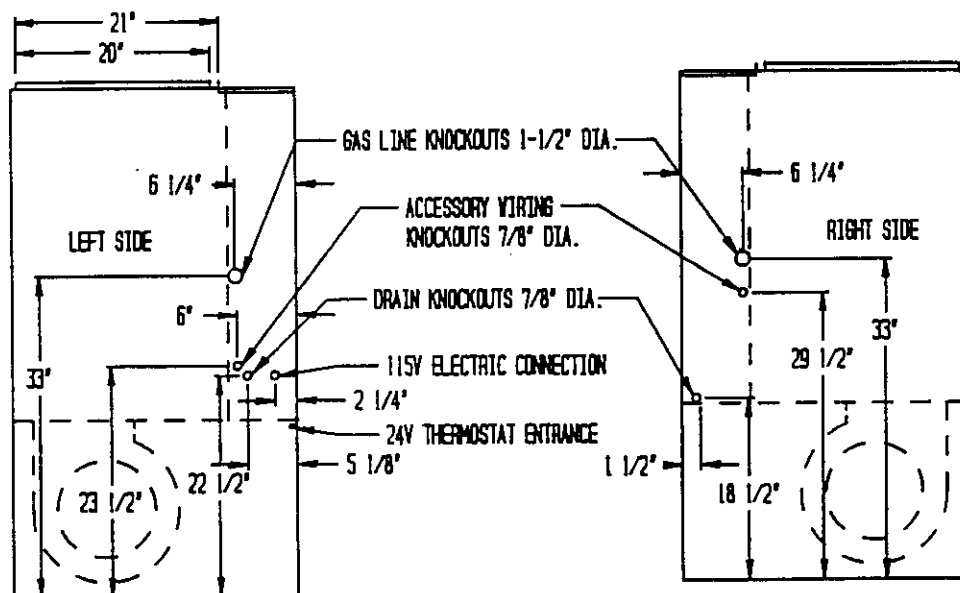 21"
20"
GAS LINE KNOCKOUTS 1-1/2" DIA.
6 1/4"
6 1/4"
ACCESSORY WIRING
KNOCKOUTS 7/8" DIA.
LEFT SIDE
RIGHT SIDE
DRAIN KNOCKOUTS 7/8" DIA.
6"
33"
29 1/2"
115V ELECTRIC CONNECTION
33"
2 1/4"
24V THERMOSTAT ENTRANCE
5 1/8"
1 1/2"
22 1/2"
18 1/2"
23 1/2"